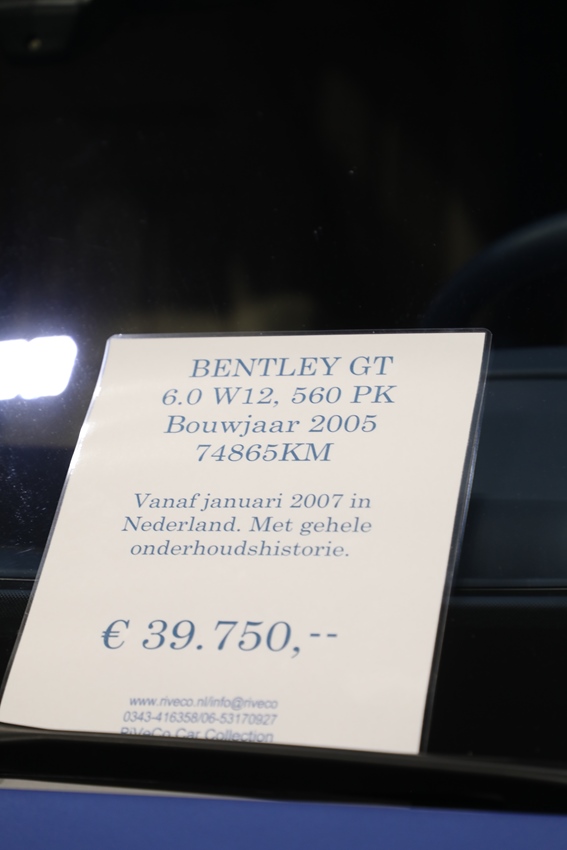 BENTLEY GT
6.0 W12, 560 PK
Bouwjaar 2005
74865KM
Vanaf januari 2007 in
Nederland. Met gehele
onderhoudshistorie.
€ 39.750,--
www.riveco.nl/info@riveco
0343-416358/06-53170927
RiVeCo Car Collection